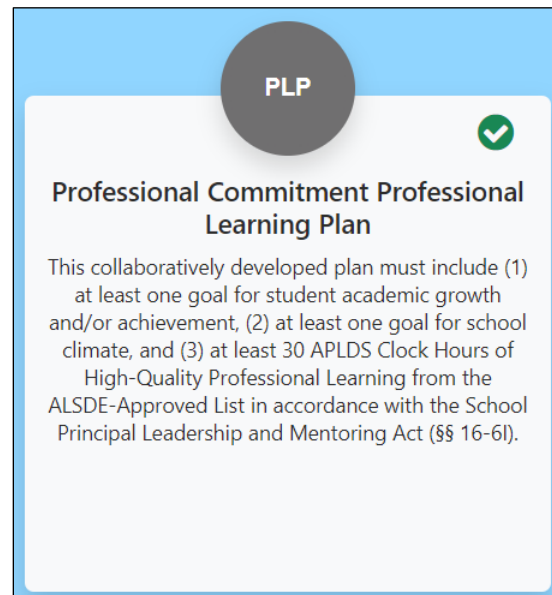 PLP
Professional Commitment Professional
Learning Plan
This collaboratively developed plan must include (1)
at least one goal for student academic growth
and/or achievement, (2) at least one goal for school
climate, and (3) at least 30 APLDS Clock Hours of
High-Quality Professional Learning from the
ALSDE-Approved List in accordance with the School
Principal Leadership and Mentoring Act (§§ 16-6I).